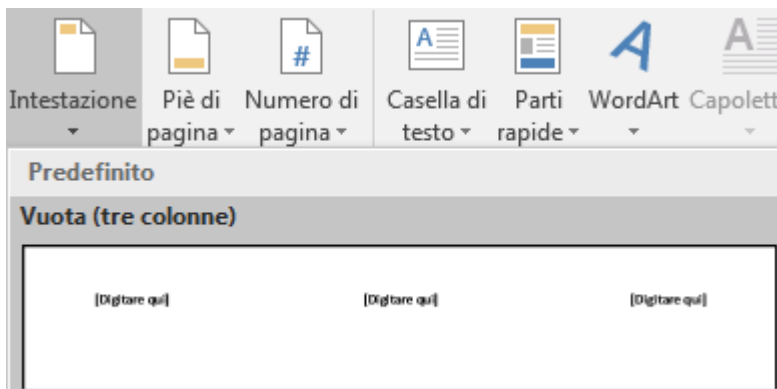 Intestazione Piè di pagina Numero di pagina Casella di testo Parti rapide WordArt
Predefinito
Vuota (tre colonne)
[Digitare qui] [Digitare qui] [Digitare qui]